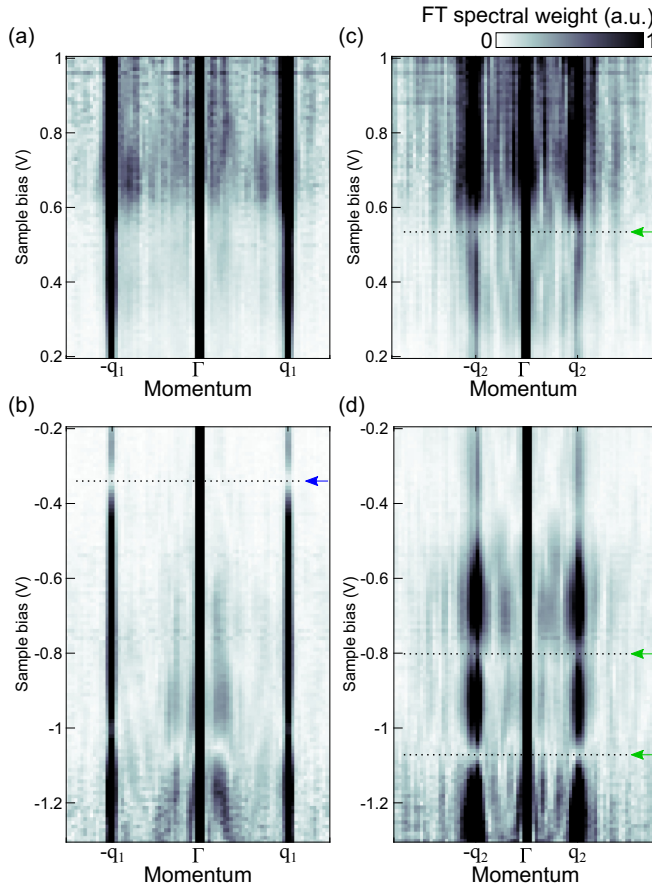 FT spectral weight (a.u.)
0 1
(a)
(c)
1
0.8
0.6
0.4
0.2
Sample bias (V)
-q1 Γ q1
Momentum
1
0.8
0.6
0.4
0.2
Sample bias (V)
-q2 Γ q2
Momentum
(b)
(d)
-0.2
-0.4
-0.6
-0.8
-1
-1.2
Sample bias (V)
-q1 Γ q1
Momentum
-0.2
-0.4
-0.6
-0.8
-1
-1.2
Sample bias (V)
-q2 Γ q2
Momentum